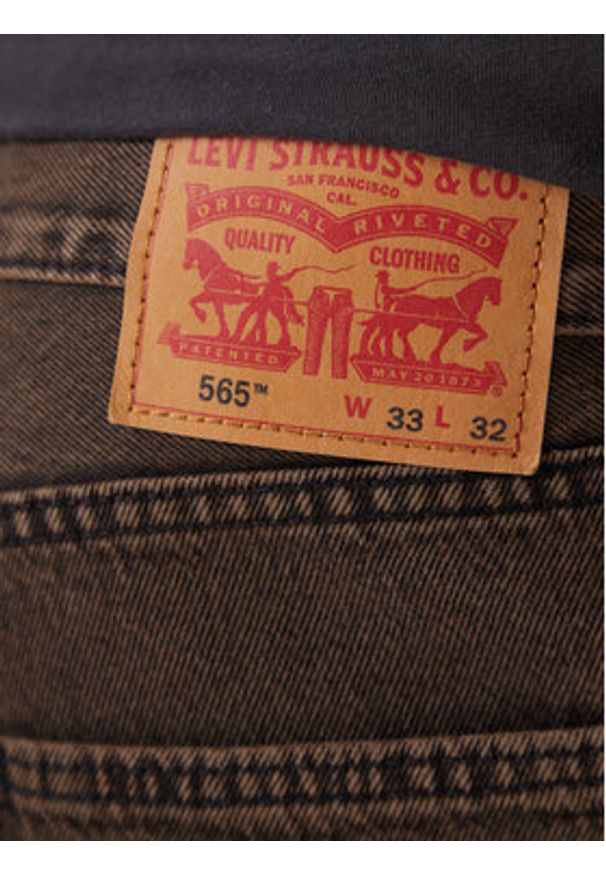 LEVI STRAUSS & CO.
SAN FRANCISCO
CAL.
ORIGINAL RIVETED
QUALITY CLOTHING
PATENTED MAY 20 1873 ®
565™ W 33 L 32